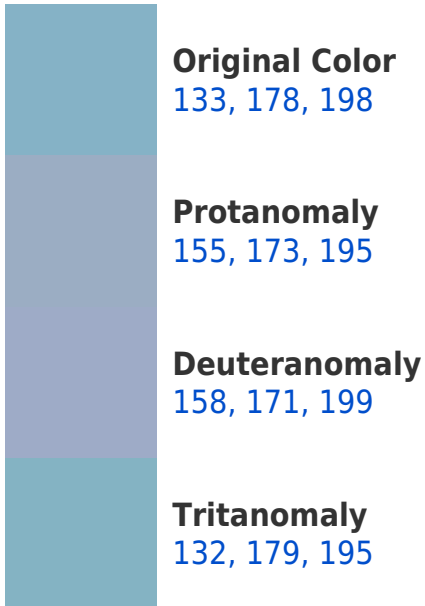 Original Color
133, 178, 198
Protanomaly
155, 173, 195
Deuteranomaly
158, 171, 199
Tritanomaly
132, 179, 195